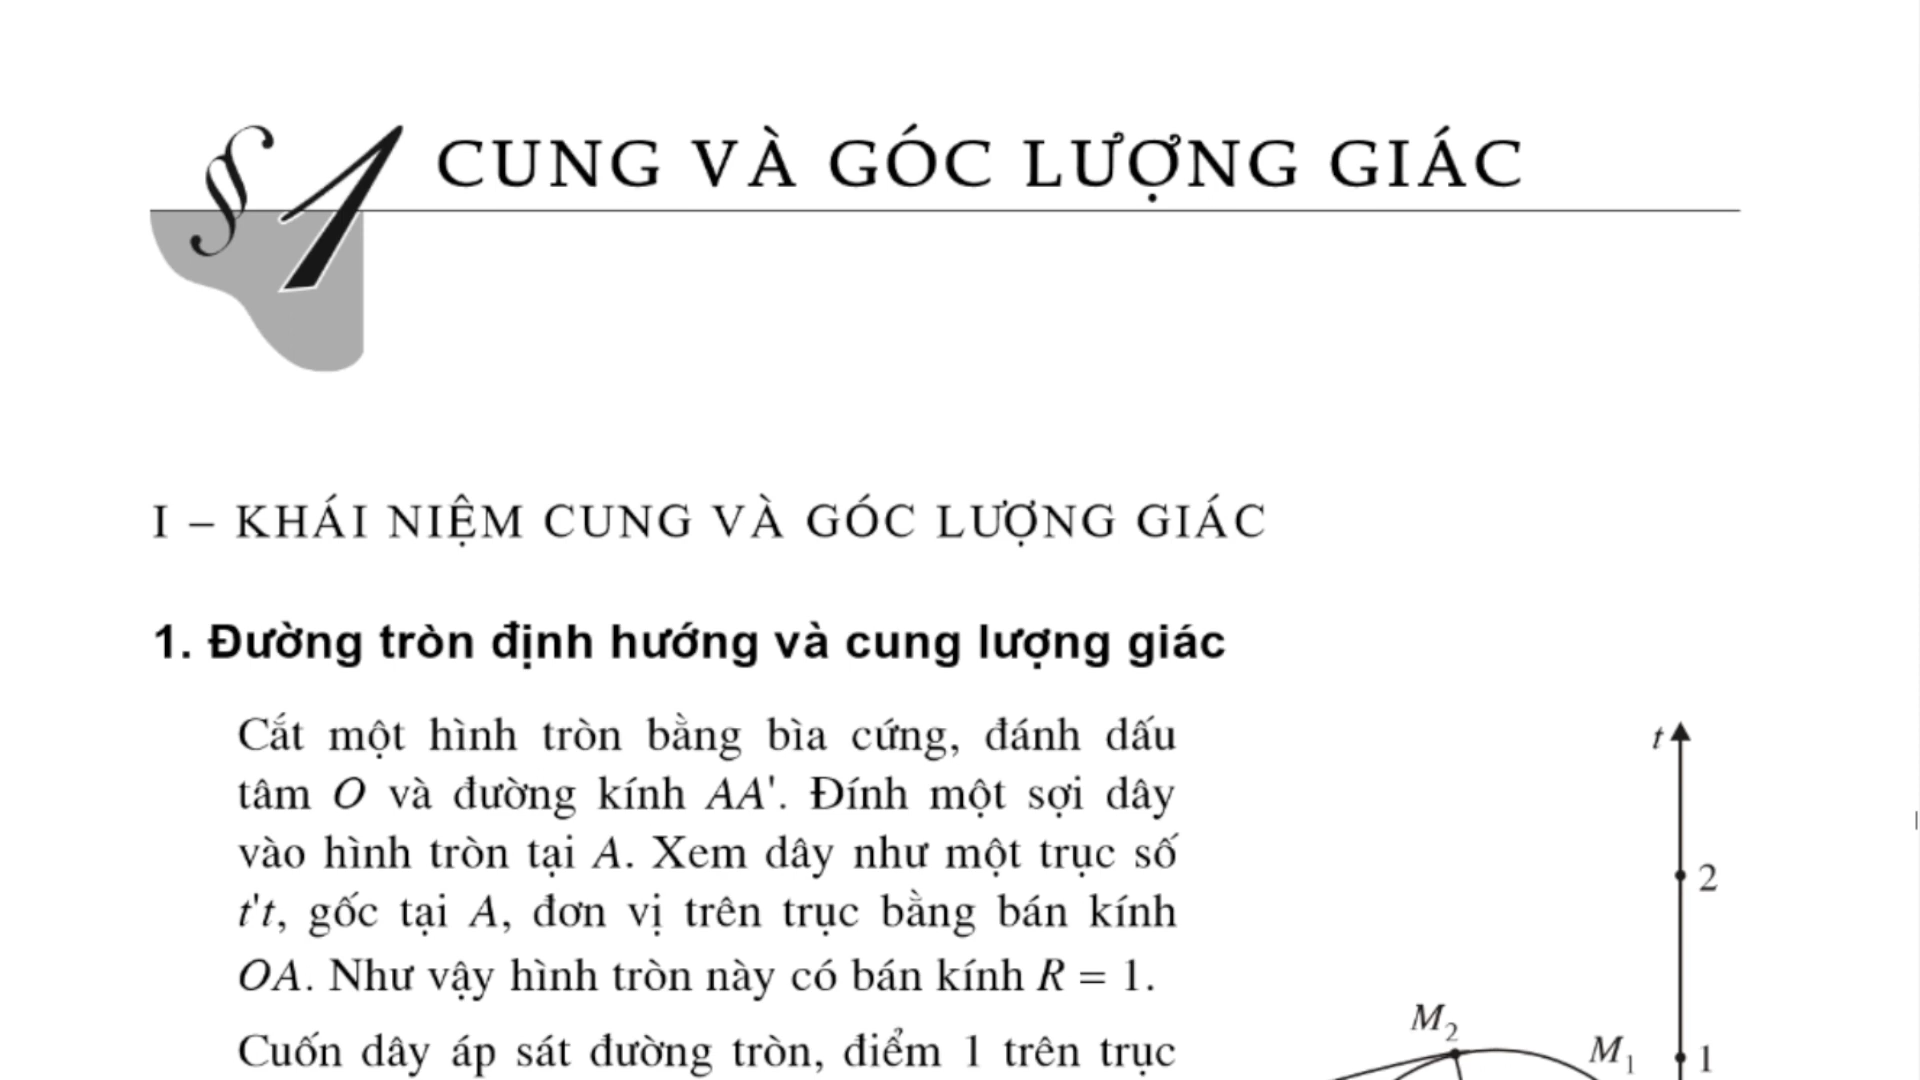 §1 CUNG VÀ GÓC LƯỢNG GIÁC
I – KHÁI NIỆM CUNG VÀ GÓC LƯỢNG GIÁC
1. Đường tròn định hướng và cung lượng giác
Cắt một hình tròn bằng bìa cứng, đánh dấu
tâm O và đường kính AA'. Đính một sợi dây
vào hình tròn tại A. Xem dây như một trục số
t't, gốc tại A, đơn vị trên trục bằng bán kính
OA. Như vậy hình tròn này có bán kính R = 1.
Cuốn dây áp sát đường tròn, điểm 1 trên trục
t
2
M₂
M₁
1